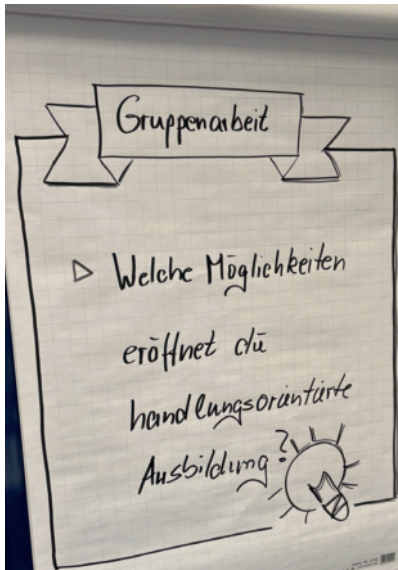 Gruppenarbeit
▷ Welche Möglichkeiten
eröffnet die
handlungsorientierte
Ausbildung?